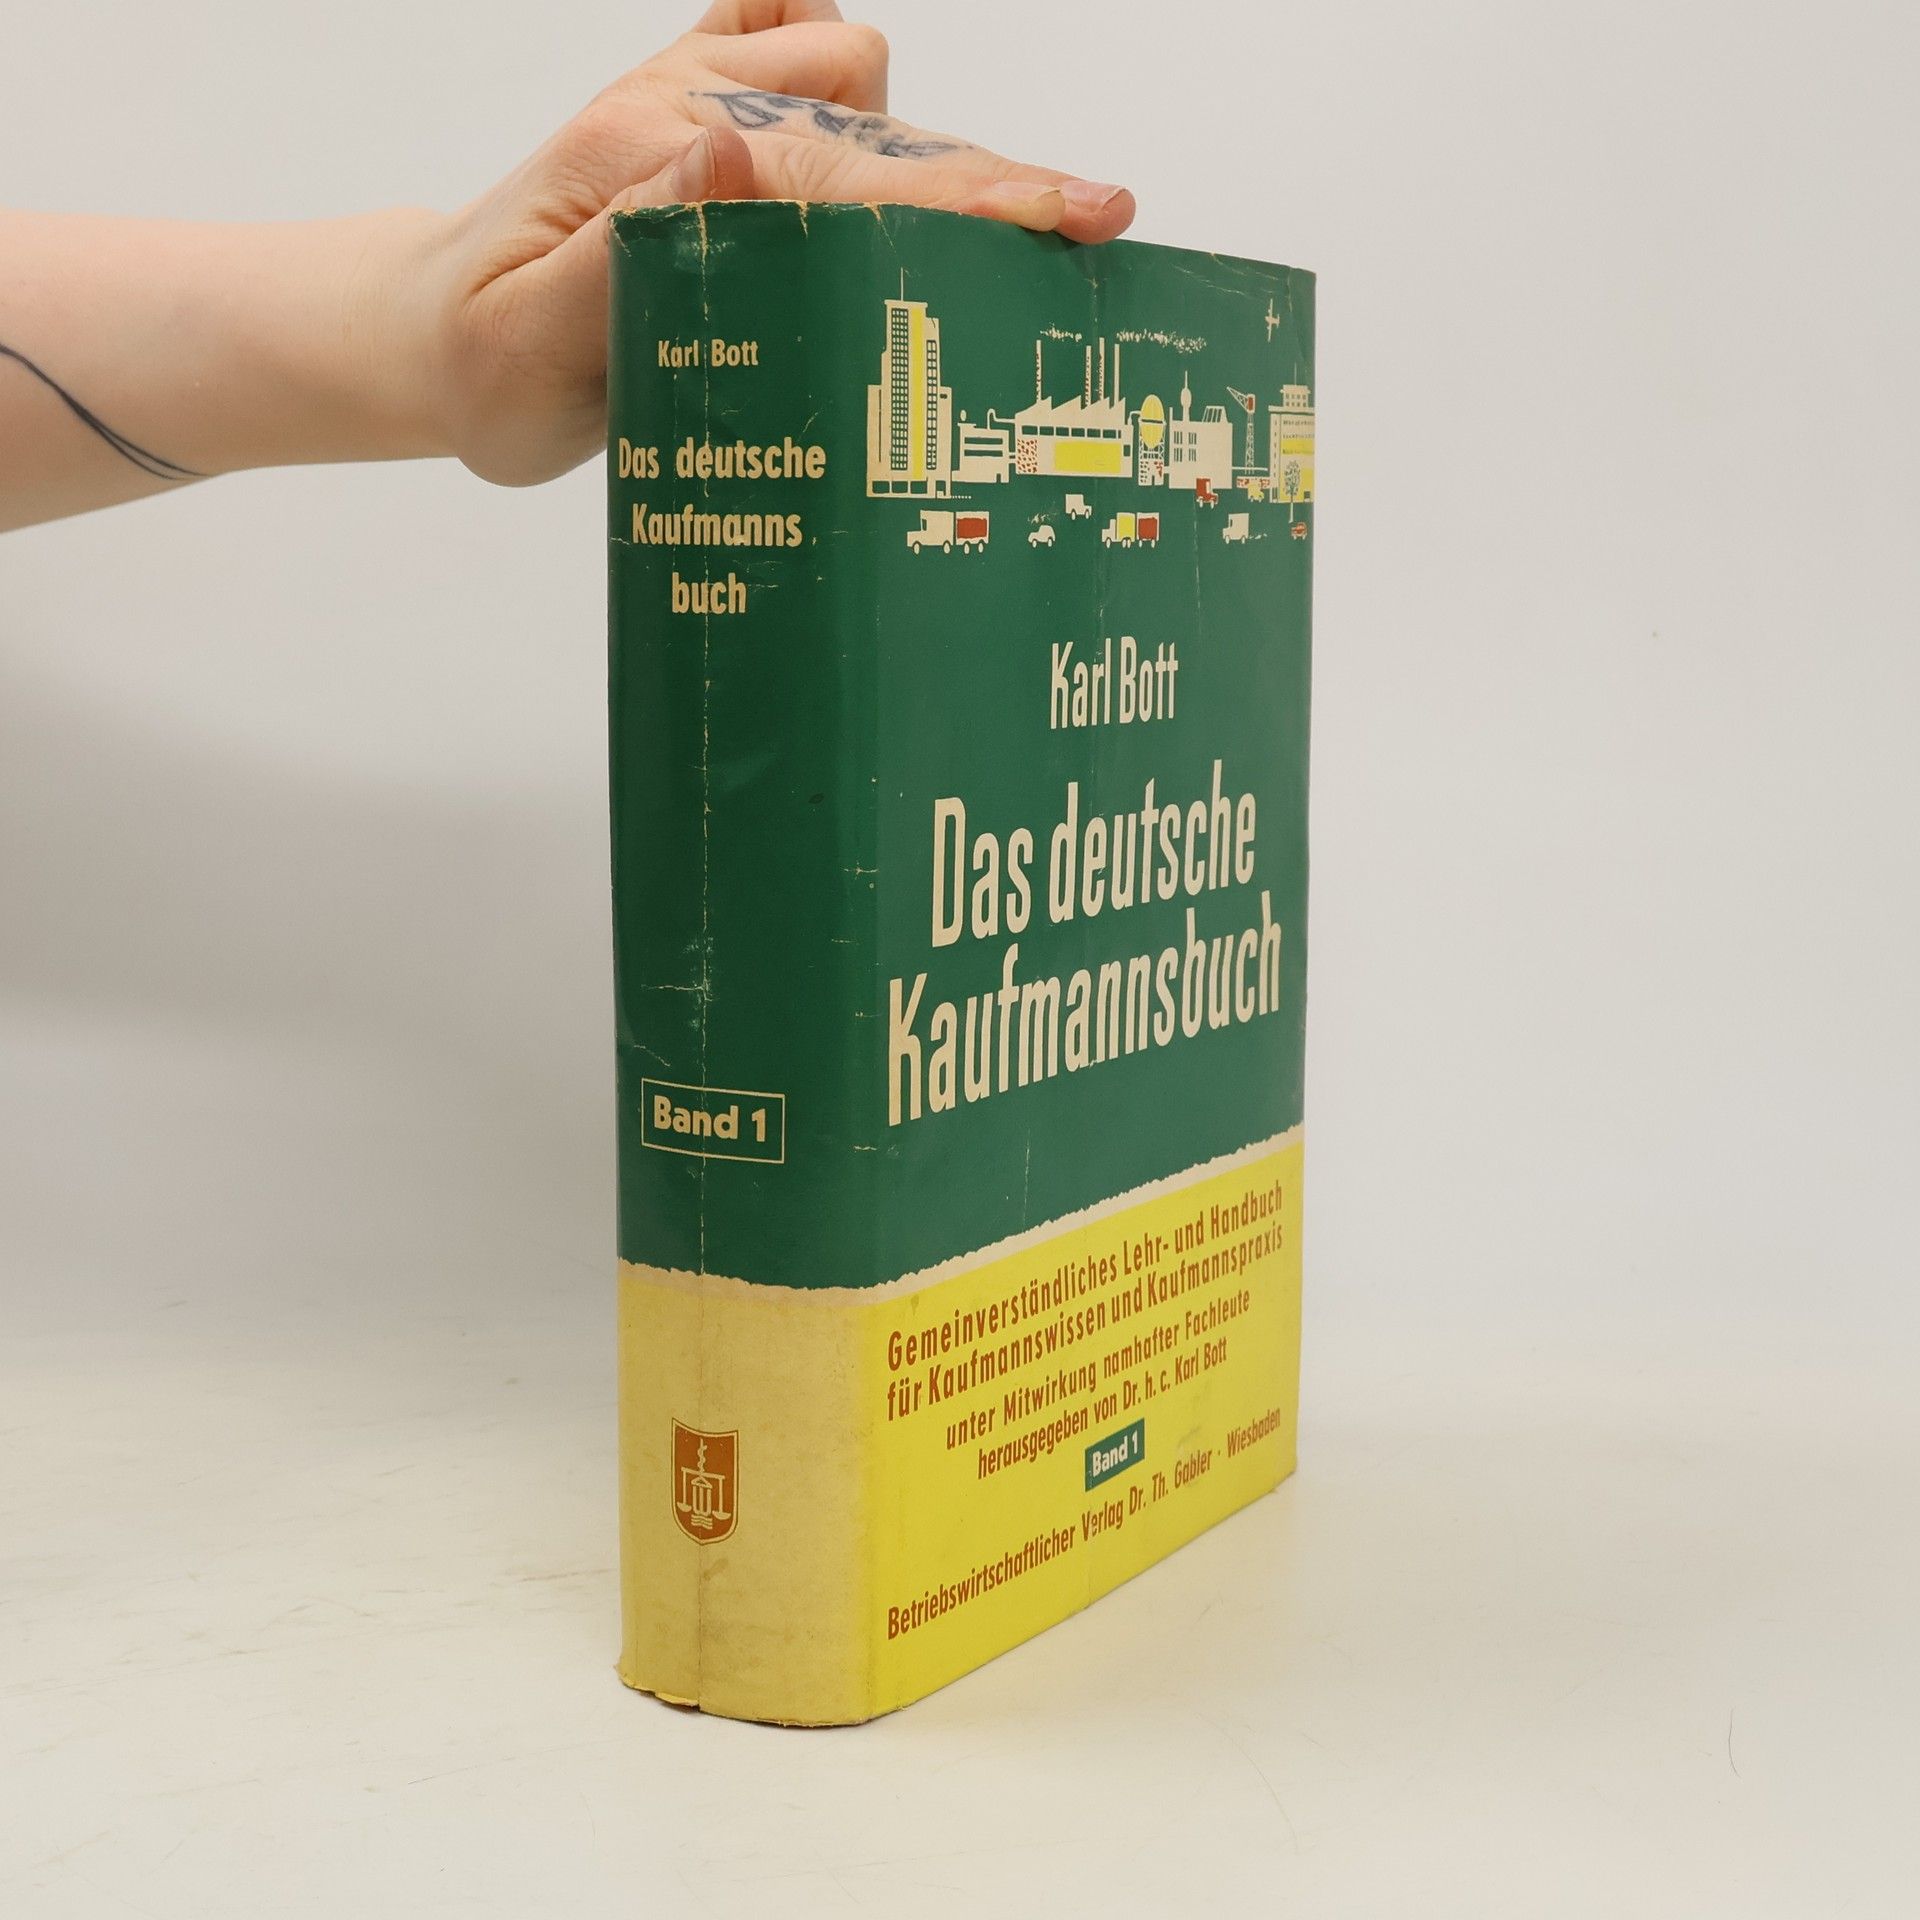 Karl Bott
Das deutsche
Kaufmanns
buch
Band 1
Karl Bott
Das deutsche
Kaufmannsbuch
Gemeinverständliches Lehr- und Handbuch
für Kaufmannswissen und Kaufmannspraxis
unter Mitwirkung namhafter Fachleute
herausgegeben von Dr. h. c. Karl Bott
Band 1
Betriebswirtschaftlicher Verlag Dr. Th. Gabler · Wiesbaden